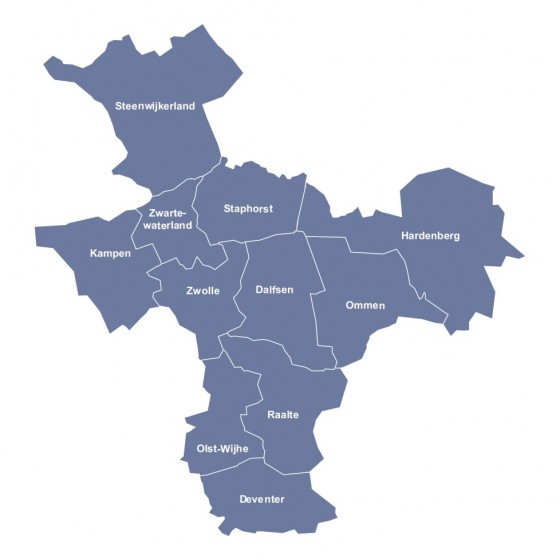 Steenwijkerland
Zwarte-
waterland
Staphorst
Hardenberg
Kampen
Zwolle
Dalfsen
Ommen
Raalte
Olst-Wijhe
Deventer